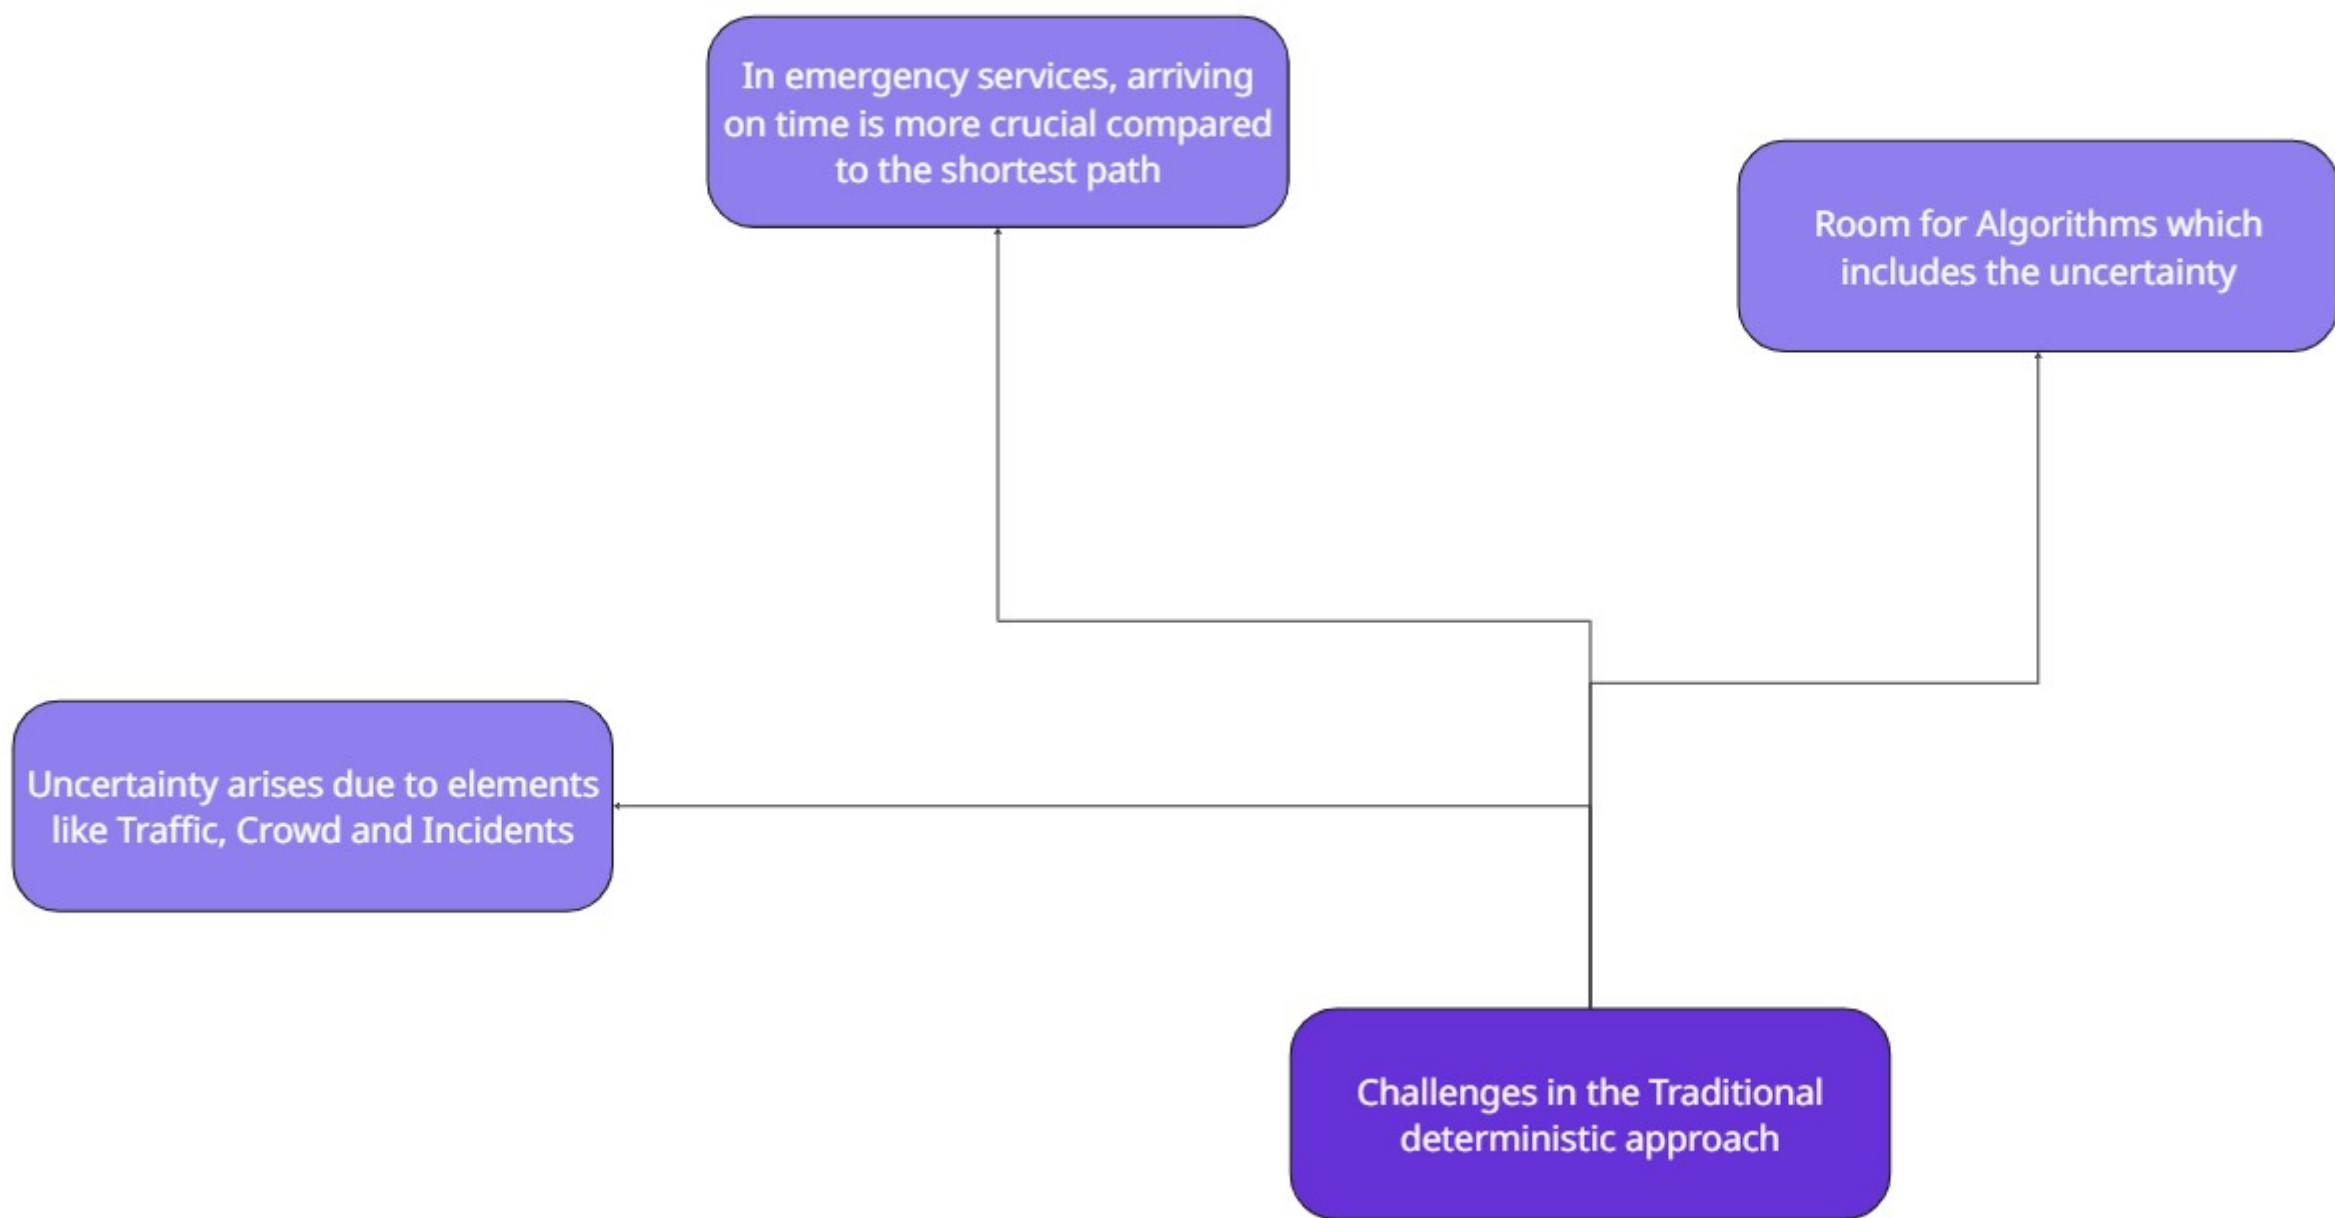 In emergency services, arriving
on time is more crucial compared
to the shortest path
Room for Algorithms which
includes the uncertainty
Uncertainty arises due to elements
like Traffic, Crowd and Incidents
Challenges in the Traditional
deterministic approach